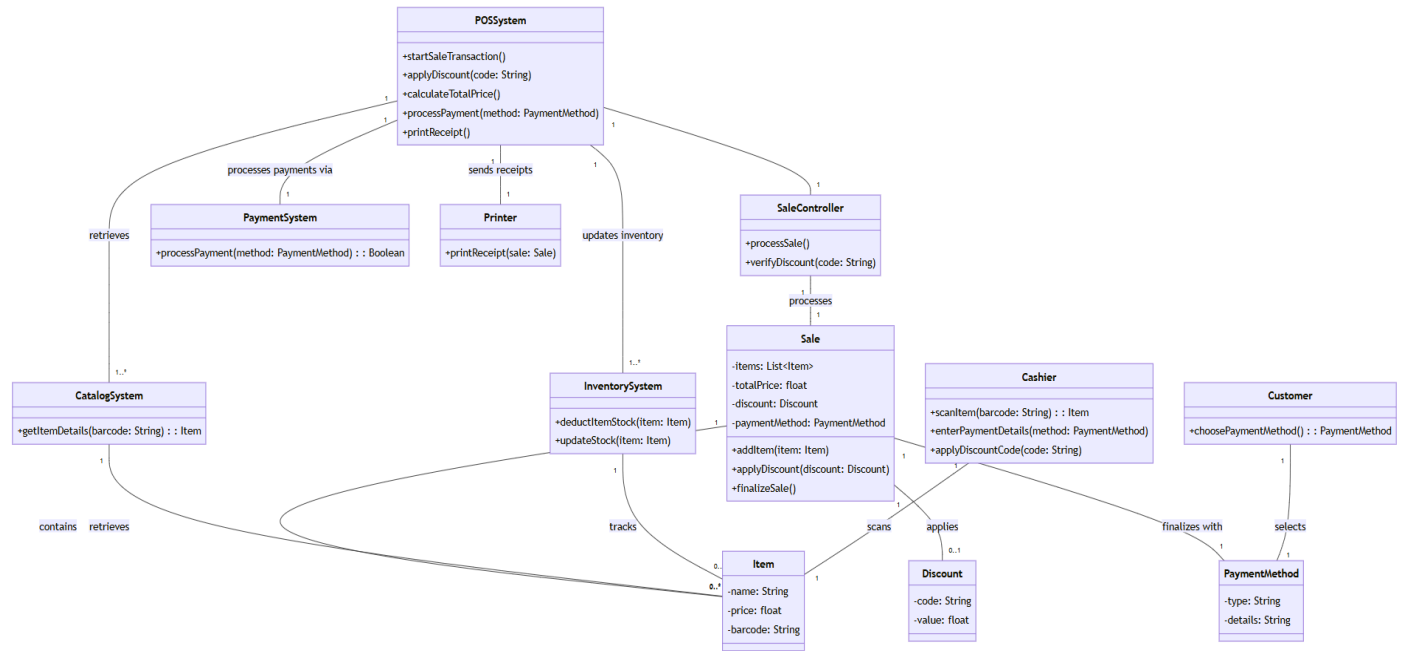 POSSystem
+startSaleTransaction()
+applyDiscount(code: String)
+calculateTotalPrice()
+processPayment(method: PaymentMethod)
+printReceipt()
1
1
1
1
1
processes payments via
sends receipts
1
1
1
PaymentSystem
+processPayment(method: PaymentMethod) : : Boolean
Printer
+printReceipt(sale: Sale)
SaleController
+processSale()
+verifyDiscount(code: String)
retrieves
updates inventory
1
processes
1
1..*
1..*
CatalogSystem
+getItemDetails(barcode: String) : : Item
InventorySystem
+deductItemStock(item: Item)
+updateStock(item: Item)
Sale
-items: List<Item>
-totalPrice: float
-discount: Discount
-paymentMethod: PaymentMethod
+addItem(item: Item)
+applyDiscount(discount: Discount)
+finalizeSale()
Cashier
+scanItem(barcode: String) : : Item
+enterPaymentDetails(method: PaymentMethod)
+applyDiscountCode(code: String)
Customer
+choosePaymentMethod() : : PaymentMethod
1
1
1
1
1
1
1
contains
retrieves
tracks
scans
applies
finalizes with
selects
0..
0..*
1
0..1
1
1
Item
-name: String
-price: float
-barcode: String
Discount
-code: String
-value: float
PaymentMethod
-type: String
-details: String